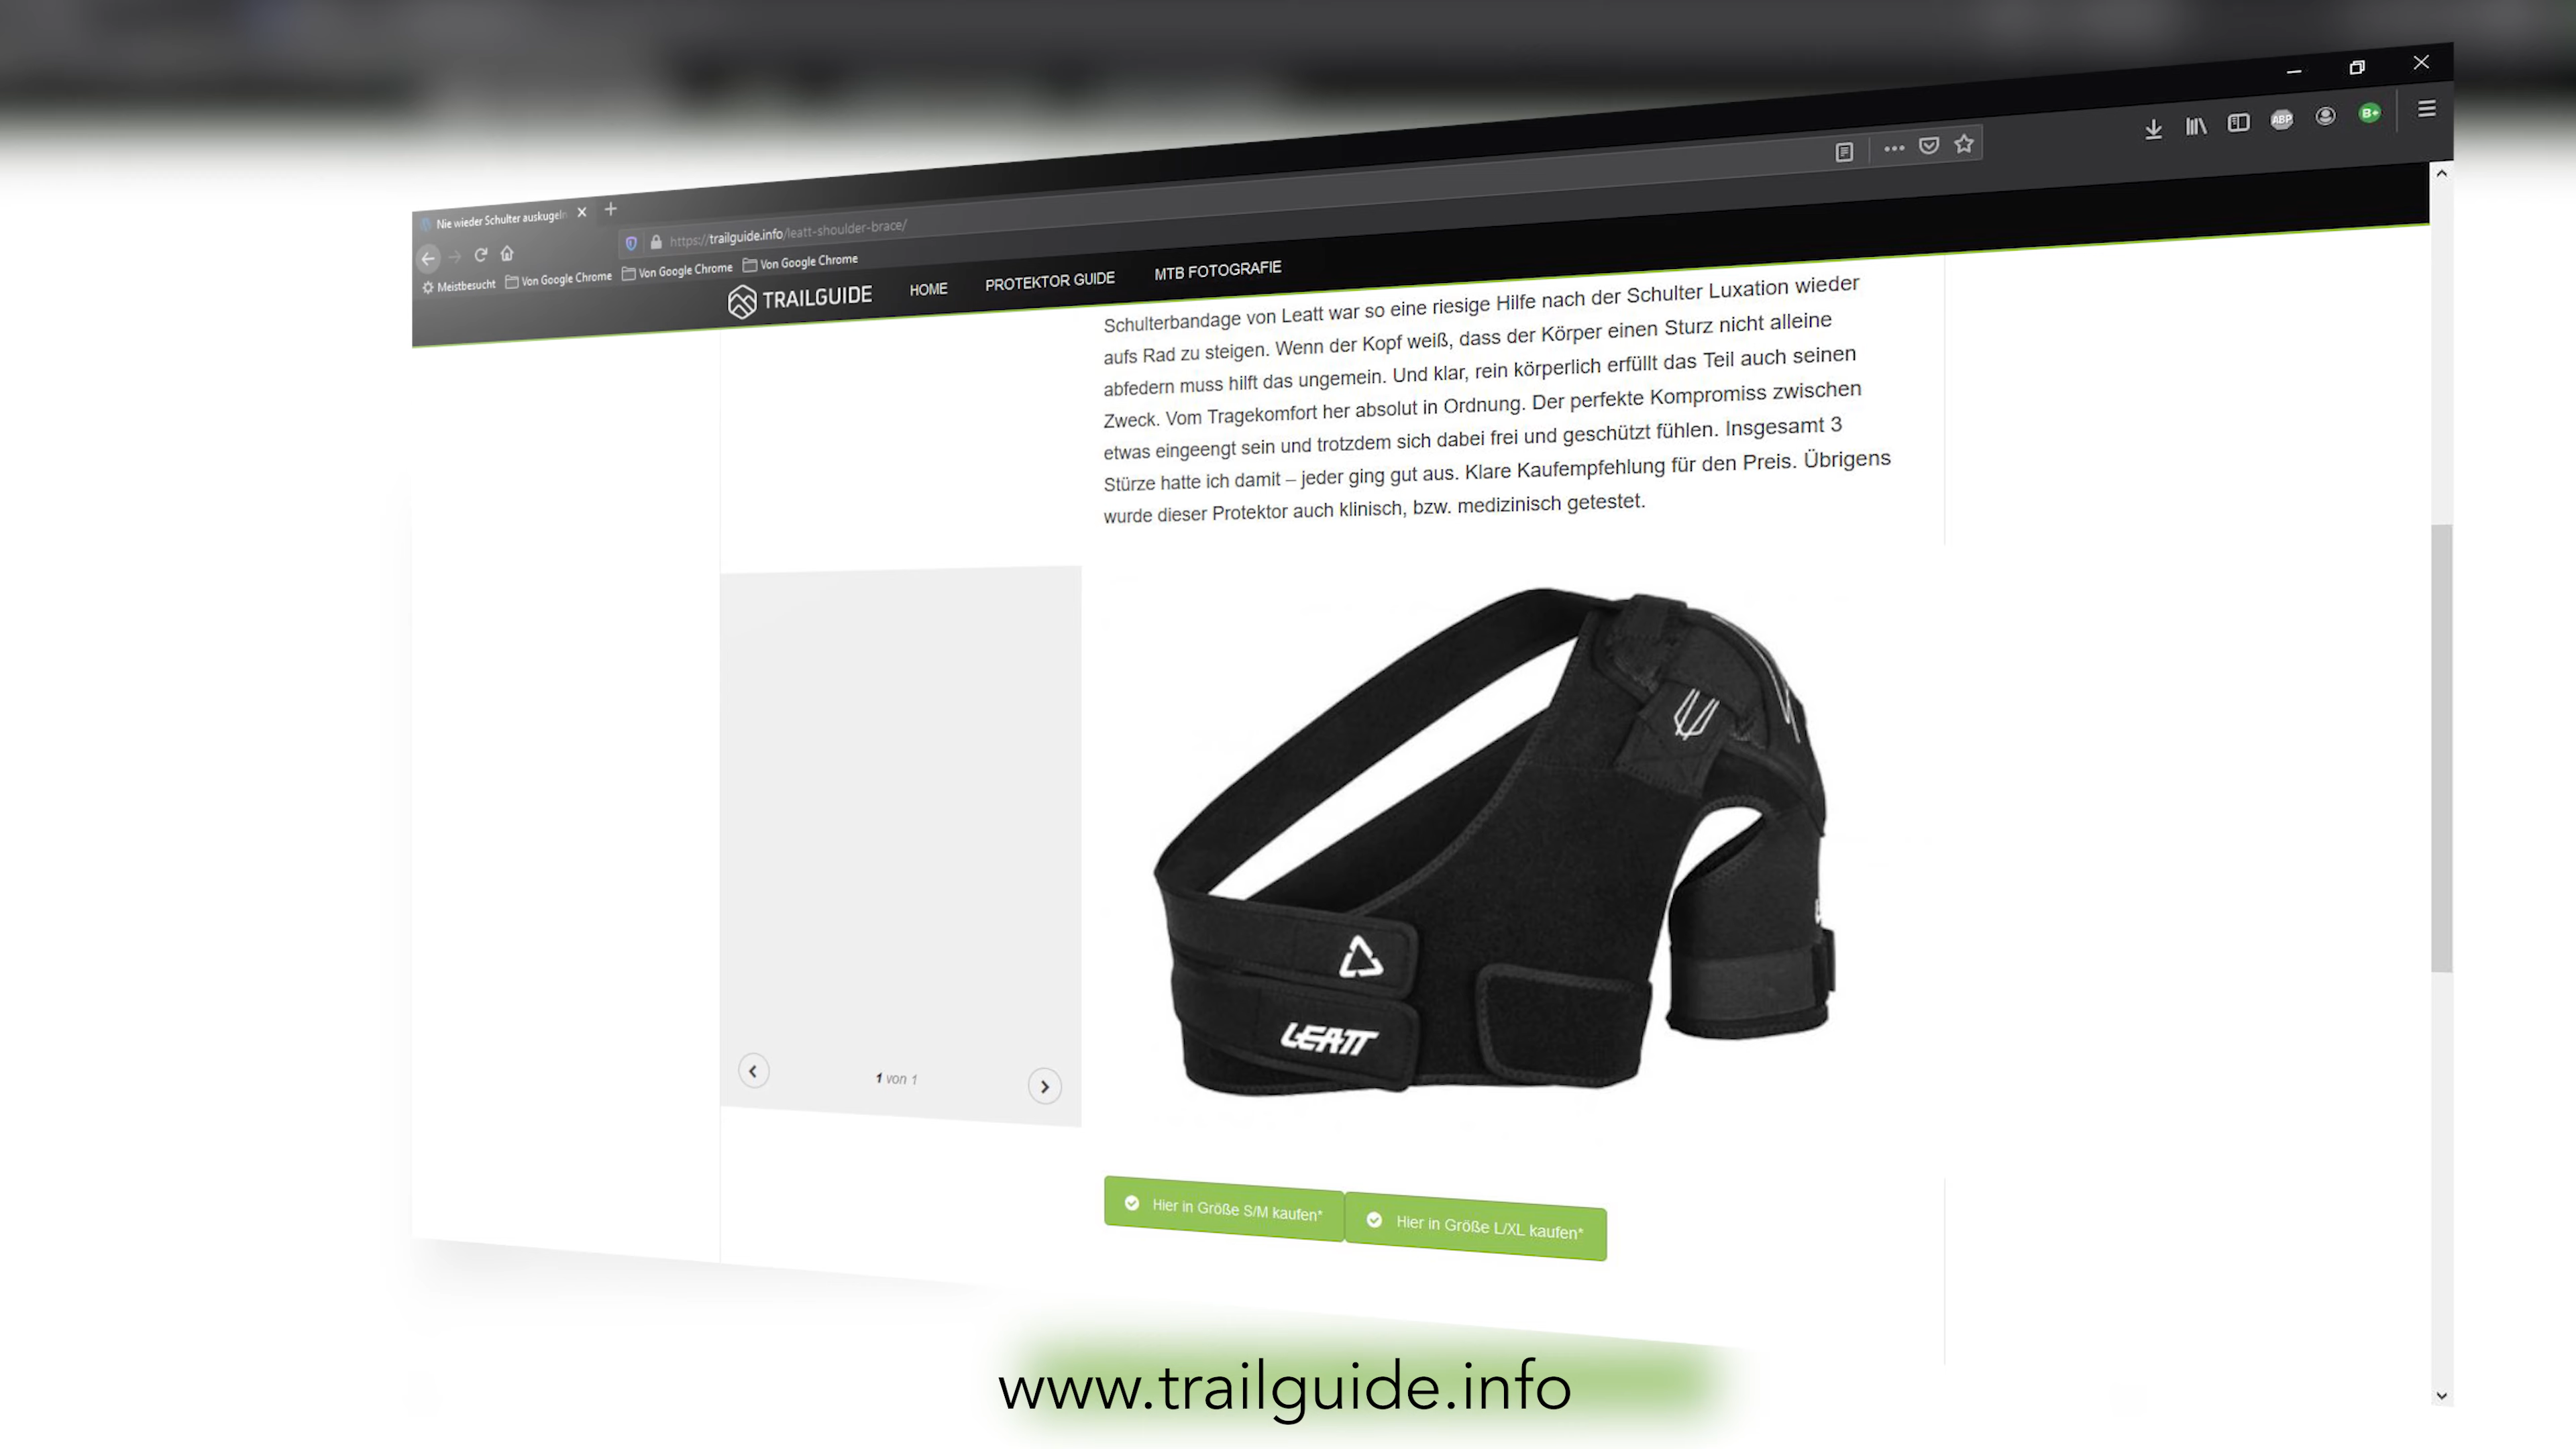 Nie wieder Schulter auskugeln
https://trailguide.info/leatt-shoulder-brace/
Meistbesucht Von Google Chrome Von Google Chrome Von Google Chrome
ABP
B+
TRAILGUIDE HOME PROTEKTOR GUIDE MTB FOTOGRAFIE
Schulterbandage von Leatt war so eine riesige Hilfe nach der Schulter Luxation wieder
aufs Rad zu steigen. Wenn der Kopf weiß, dass der Körper einen Sturz nicht alleine
abfedern muss hilft das ungemein. Und klar, rein körperlich erfüllt das Teil auch seinen
Zweck. Vom Tragekomfort her absolut in Ordnung. Der perfekte Kompromiss zwischen
etwas eingeengt sein und trotzdem sich dabei frei und geschützt fühlen. Insgesamt 3
Stürze hatte ich damit – jeder ging gut aus. Klare Kaufempfehlung für den Preis. Übrigens
wurde dieser Protektor auch klinisch, bzw. medizinisch getestet.
LEATT
1 von 1
Hier in Größe S/M kaufen*
Hier in Größe L/XL kaufen*
www.trailguide.info